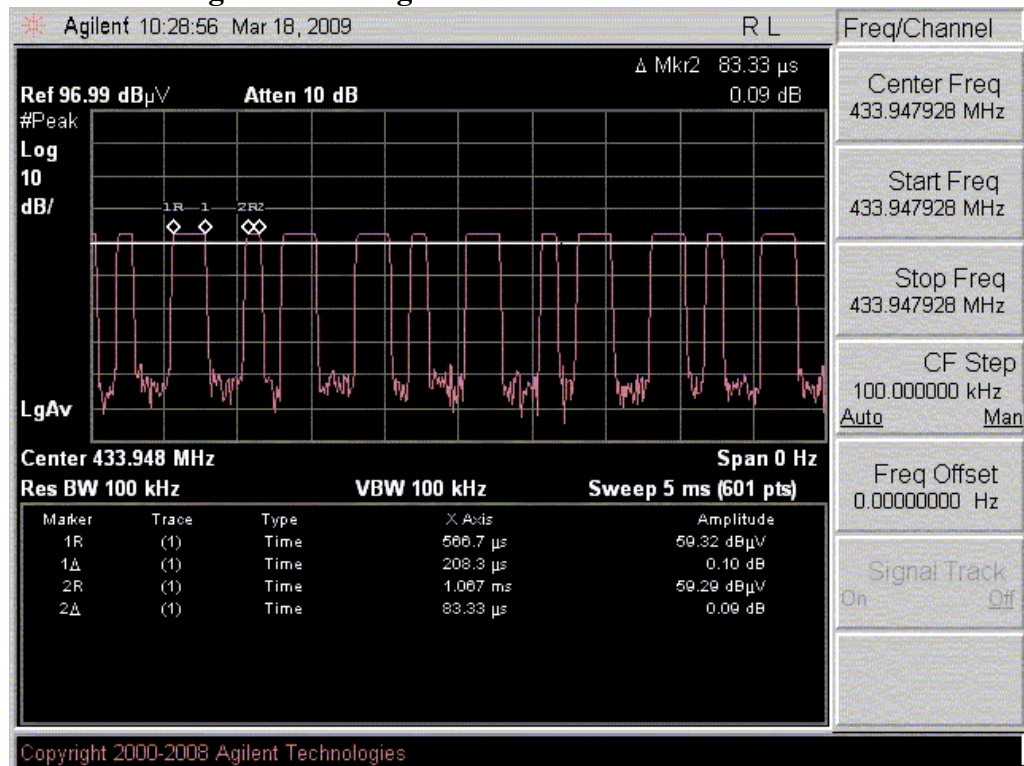 Agilent 10:28:56 Mar 18, 2009 R L
Freq/Channel
Δ Mkr2 83.33 µs
Ref 96.99 dBµV Atten 10 dB 0.09 dB
#Peak
Log
10
dB/
1R 1 2R2
LgAv
Center 433.948 MHz Span 0 Hz
Res BW 100 kHz VBW 100 kHz Sweep 5 ms (601 pts)
Marker Trace Type X Axis Amplitude
1R (1) Time 566.7 µs 59.32 dBµV
1Δ (1) Time 208.3 µs 0.10 dB
2R (1) Time 1.067 ms 59.29 dBµV
2Δ (1) Time 83.33 µs 0.09 dB
Center Freq
433.947928 MHz
Start Freq
433.947928 MHz
Stop Freq
433.947928 MHz
CF Step
100.000000 kHz
Auto Man
Freq Offset
0.00000000 Hz
Signal Track
On Off
Copyright 2000-2008 Agilent Technologies